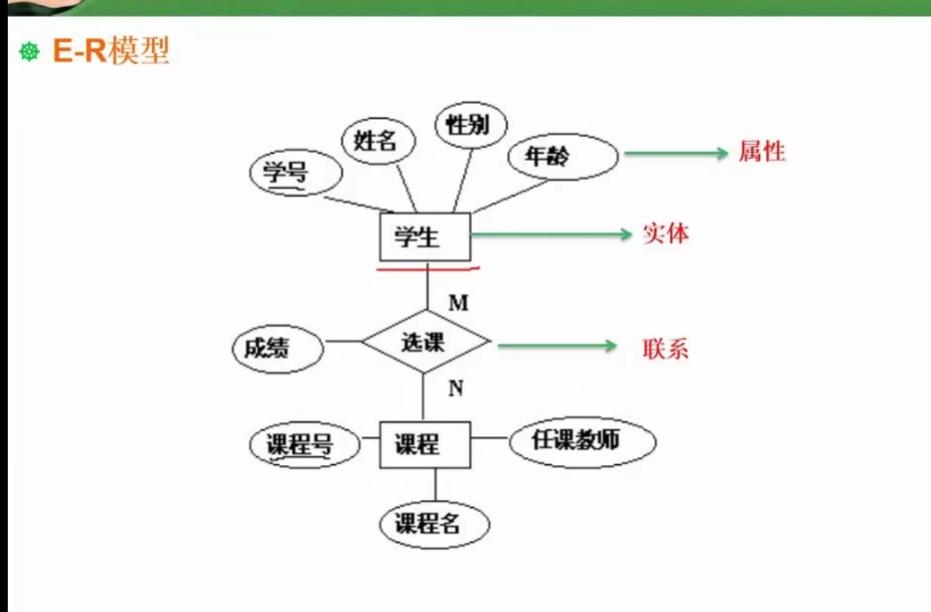 E-R模型
性别
姓名
年龄
属性
学号
学生
实体
M
成绩
选课
联系
N
课程号
课程
任课教师
课程名